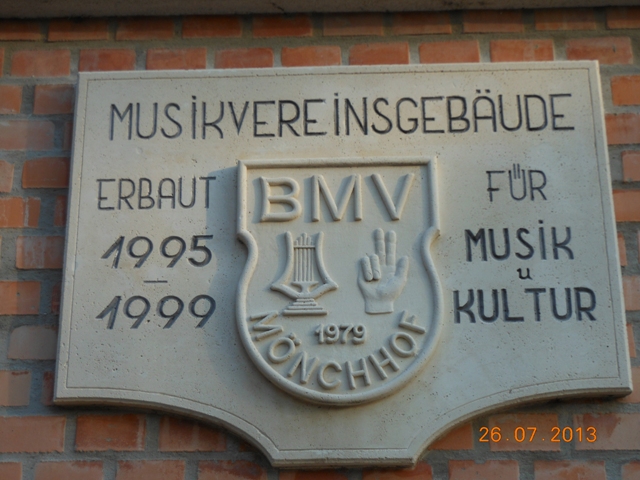 MUSIKVEREINSGEBÄUDE
ERBAUT
1995
–
1999
BMV
1979
MÖNCHHOF
FÜR
MUSIK
u
KULTUR
26.07.2013